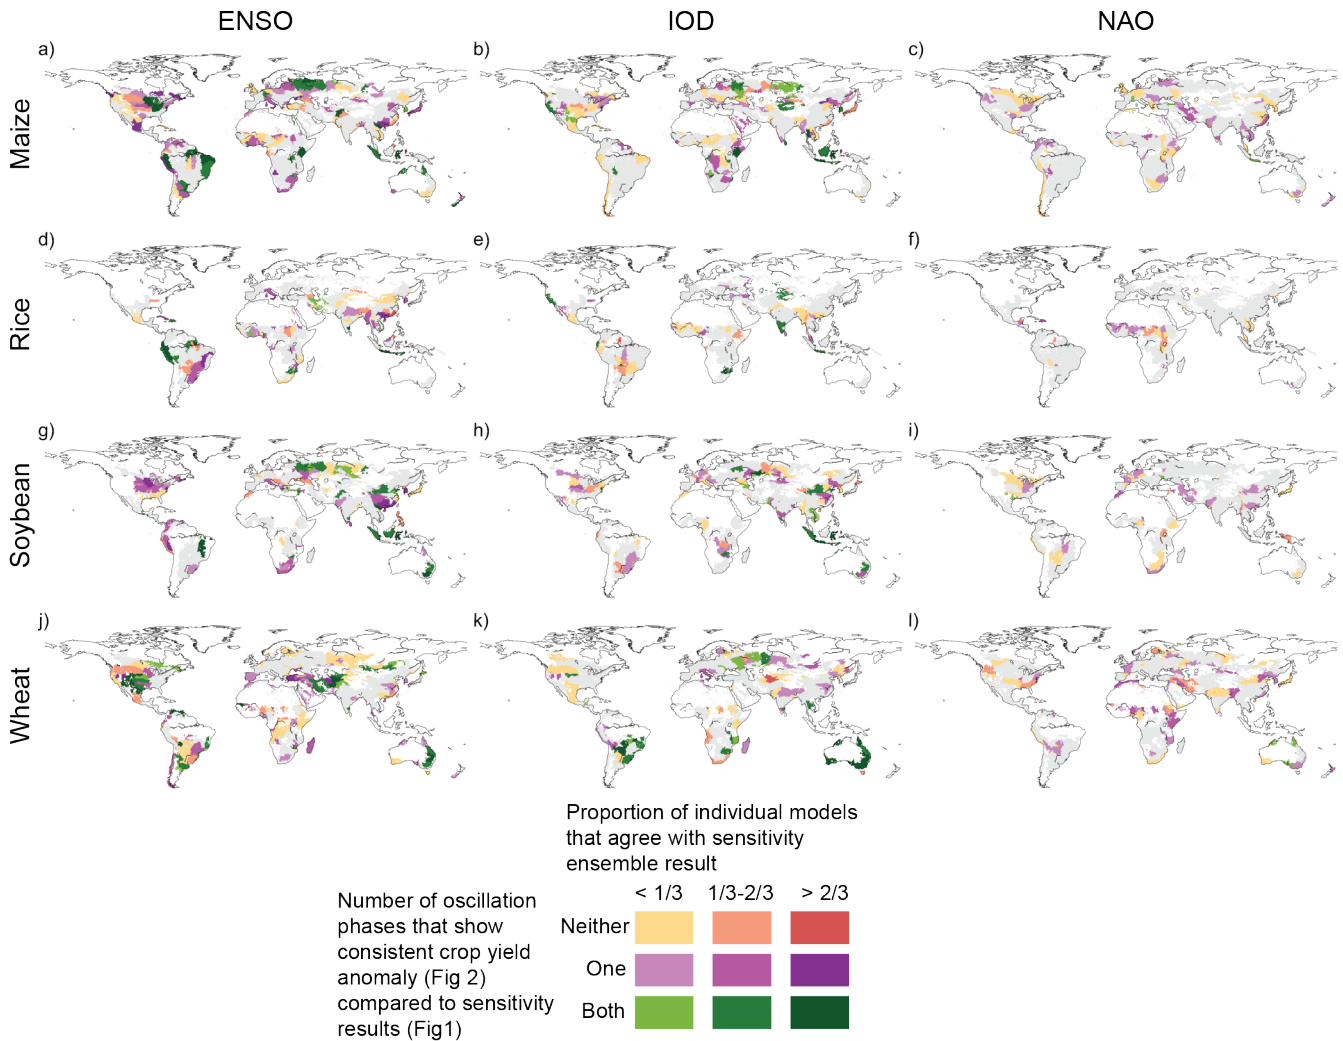 ENSO
IOD
NAO
Maize
a)
b)
c)
Rice
d)
e)
f)
Soybean
g)
h)
i)
Wheat
j)
k)
l)
Proportion of individual models
that agree with sensitivity
ensemble result
< 1/3
1/3-2/3
> 2/3
Number of oscillation
phases that show
consistent crop yield
anomaly (Fig 2)
compared to sensitivity
results (Fig1)
Neither
One
Both